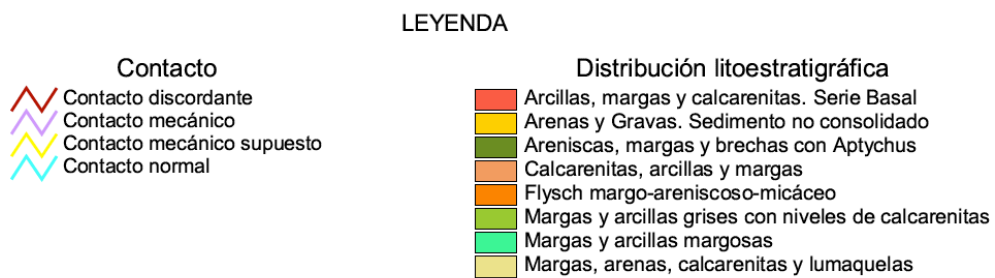 LEYENDA
Contacto
Contacto discordante
Contacto mecánico
Contacto mecánico supuesto
Contacto normal
Distribución litoestratigráfica
Arcillas, margas y calcarenitas. Serie Basal
Arenas y Gravas. Sedimento no consolidado
Areniscas, margas y brechas con Aptychus
Calcarenitas, arcillas y margas
Flysch margo-areniscoso-micáceo
Margas y arcillas grises con niveles de calcarenitas
Margas y arcillas margosas
Margas, arenas, calcarenitas y lumaquelas